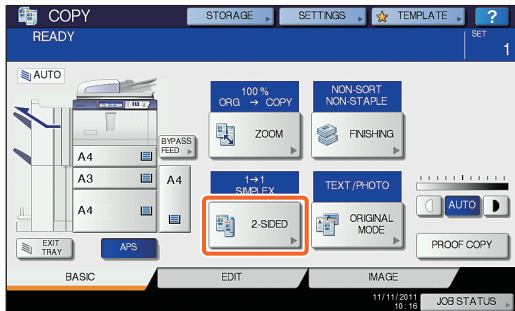 COPY
STORAGE
SETTINGS
TEMPLATE
?
READY
SET
1
AUTO
100 %
ORG → COPY
NON-SORT
NON-STAPLE
ZOOM
FINISHING
BYPASS
FEED
A4
A3
A4
A4
1→1
SIMPLEX
TEXT/PHOTO
2-SIDED
ORIGINAL
MODE
AUTO
EXIT
TRAY
APS
PROOF COPY
BASIC
EDIT
IMAGE
11/11/2011
10:16
JOB STATUS